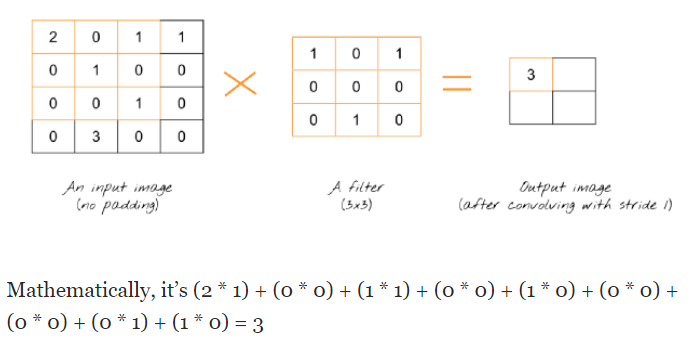 2 0 1 1
0 1 0 0
0 0 1 0
0 3 0 0
×
1 0 1
0 0 0
0 1 0
=
3
An input image
(no padding)
A filter
(3x3)
Output image
(after convolving with stride 1)
Mathematically, it’s (2 * 1) + (0 * 0) + (1 * 1) + (0 * 0) + (1 * 0) + (0 * 0) +
(0 * 0) + (0 * 1) + (1 * 0) = 3